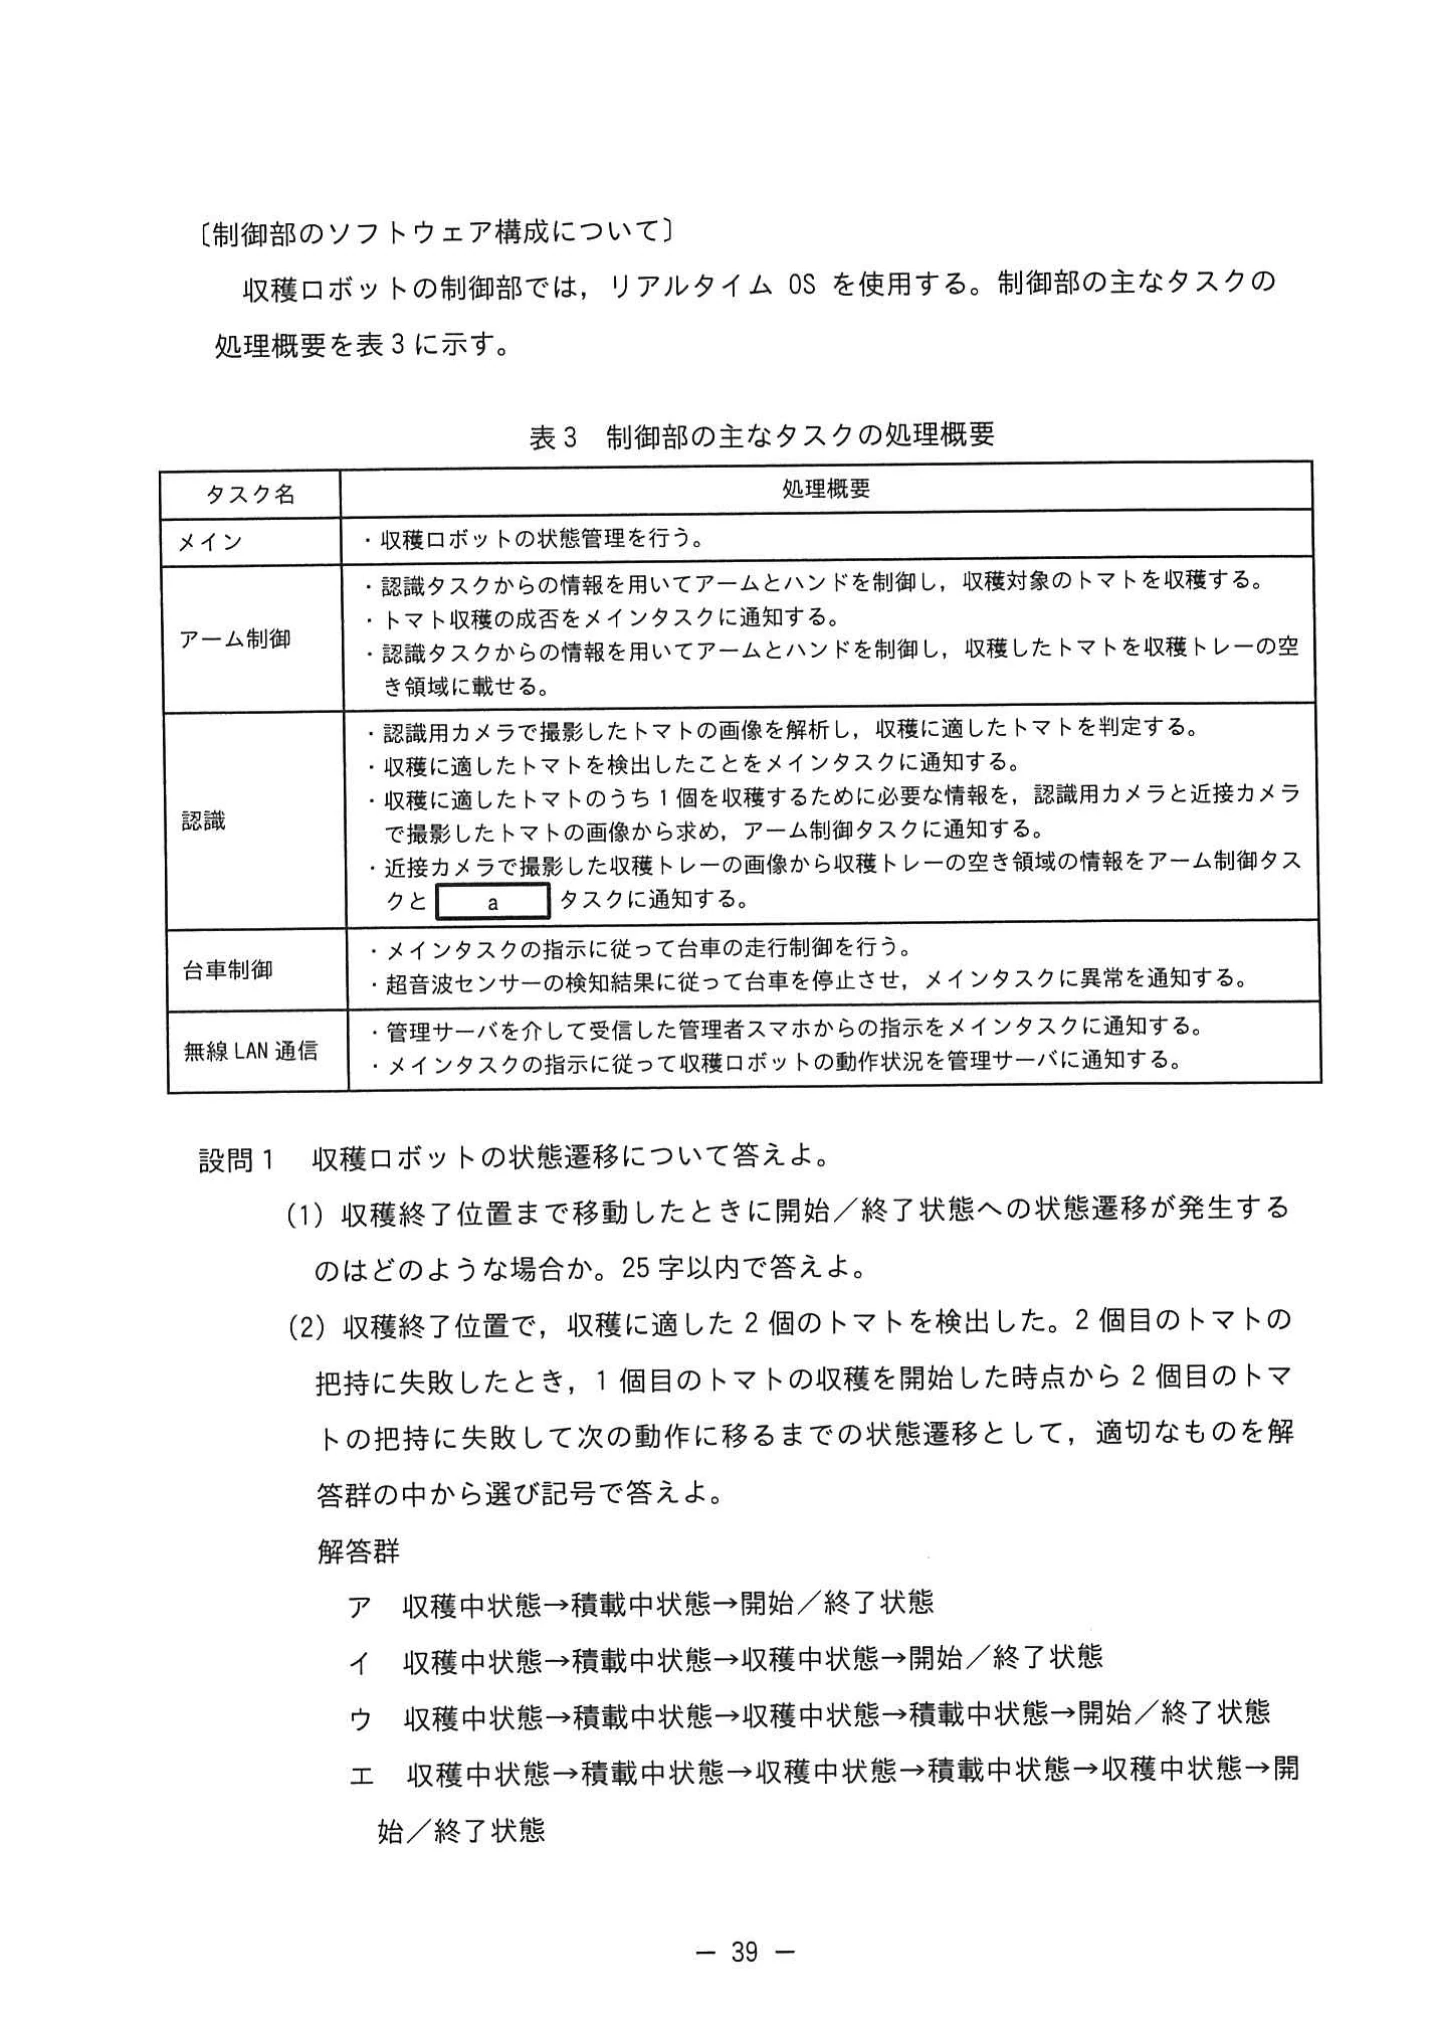 〔制御部のソフトウェア構成について〕
収穫ロボットの制御部では，リアルタイム OS を使用する。制御部の主なタスクの
処理概要を表 3 に示す。
表 3　制御部の主なタスクの処理概要
タスク名　処理概要
メイン　・収穫ロボットの状態管理を行う。
アーム制御
・認識タスクからの情報を用いてアームとハンドを制御し，収穫対象のトマトを収穫する。
・トマト収穫の成否をメインタスクに通知する。
・認識タスクからの情報を用いてアームとハンドを制御し，収穫したトマトを収穫トレーの空
き領域に載せる。
認識
・認識用カメラで撮影したトマトの画像を解析し，収穫に適したトマトを判定する。
・収穫に適したトマトを検出したことをメインタスクに通知する。
・収穫に適したトマトのうち 1 個を収穫するために必要な情報を，認識用カメラと近接カメラ
で撮影したトマトの画像から求め，アーム制御タスクに通知する。
・近接カメラで撮影した収穫トレーの画像から収穫トレーの空き領域の情報をアーム制御タス
クと a タスクに通知する。
台車制御
・メインタスクの指示に従って台車の走行制御を行う。
・超音波センサーの検知結果に従って台車を停止させ，メインタスクに異常を通知する。
無線 LAN 通信
・管理サーバを介して受信した管理者スマホからの指示をメインタスクに通知する。
・メインタスクの指示に従って収穫ロボットの動作状況を管理サーバに通知する。
設問 1　収穫ロボットの状態遷移について答えよ。
(1) 収穫終了位置まで移動したときに開始／終了状態への状態遷移が発生する
のはどのような場合か。25 字以内で答えよ。
(2) 収穫終了位置で，収穫に適した 2 個のトマトを検出した。2 個目のトマトの
把持に失敗したとき，1 個目のトマトの収穫を開始した時点から 2 個目のトマ
トの把持に失敗して次の動作に移るまでの状態遷移として，適切なものを解
答群の中から選び記号で答えよ。
解答群
ア　収穫中状態→積載中状態→開始／終了状態
イ　収穫中状態→積載中状態→収穫中状態→開始／終了状態
ウ　収穫中状態→積載中状態→収穫中状態→積載中状態→開始／終了状態
エ　収穫中状態→積載中状態→収穫中状態→積載中状態→収穫中状態→開
始／終了状態
－ 39 －